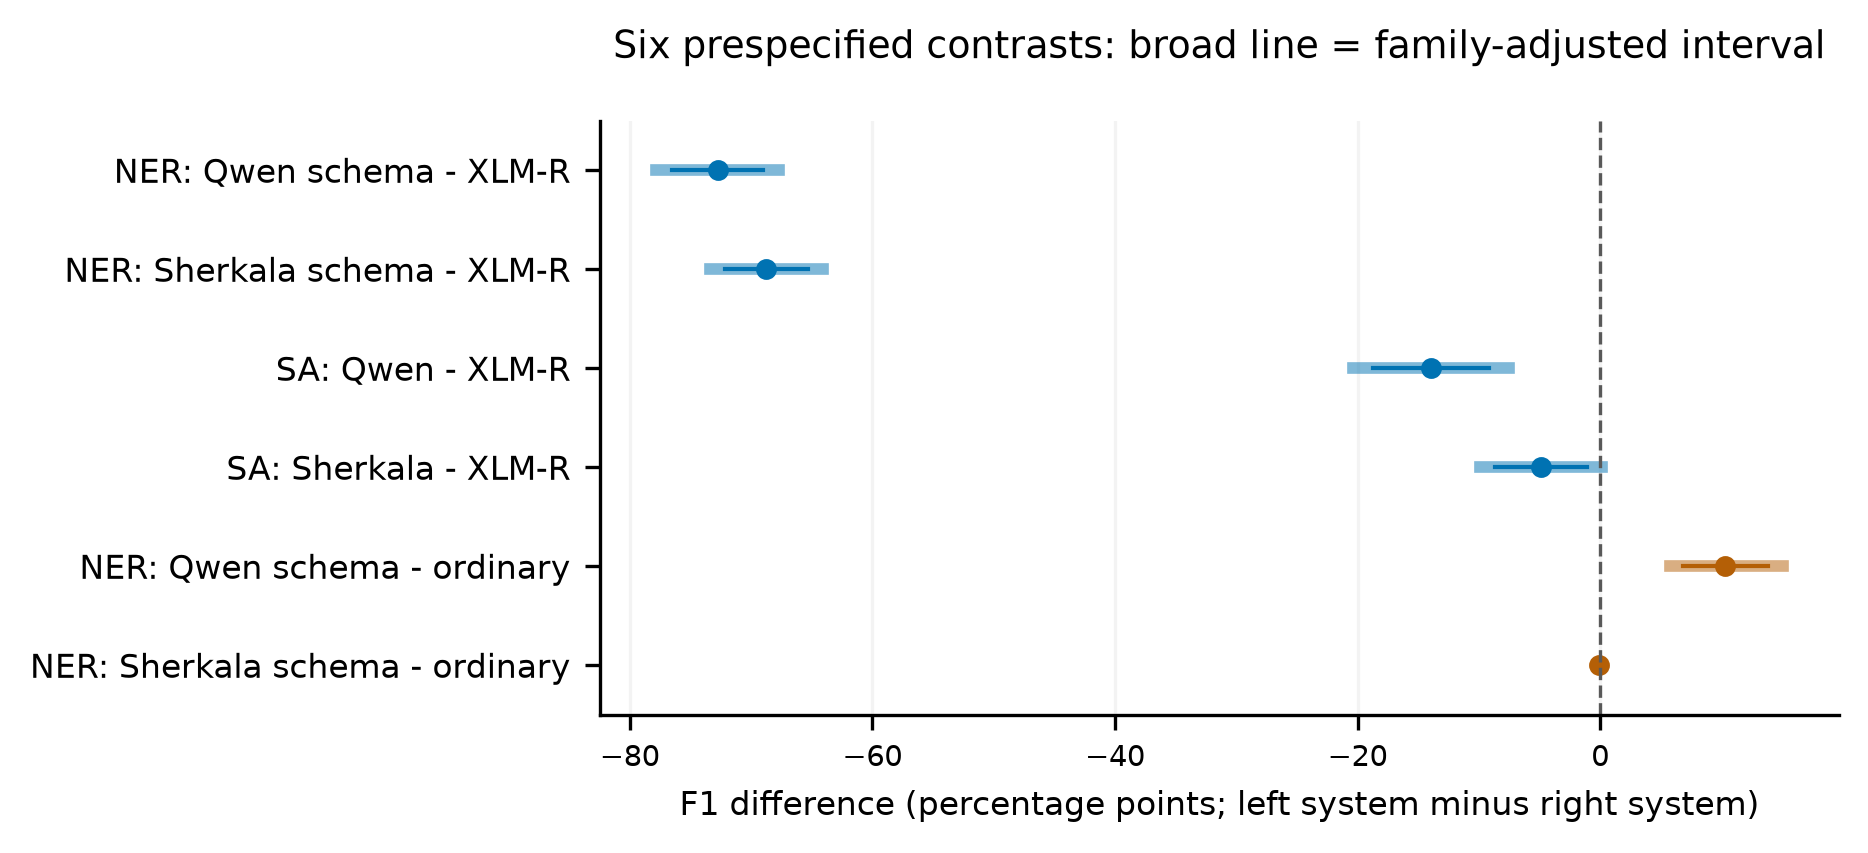 Six prespecified contrasts: broad line = family-adjusted interval
NER: Qwen schema - XLM-R
NER: Sherkala schema - XLM-R
SA: Qwen - XLM-R
SA: Sherkala - XLM-R
NER: Qwen schema - ordinary
NER: Sherkala schema - ordinary
−80 −60 −40 −20 0
F1 difference (percentage points; left system minus right system)